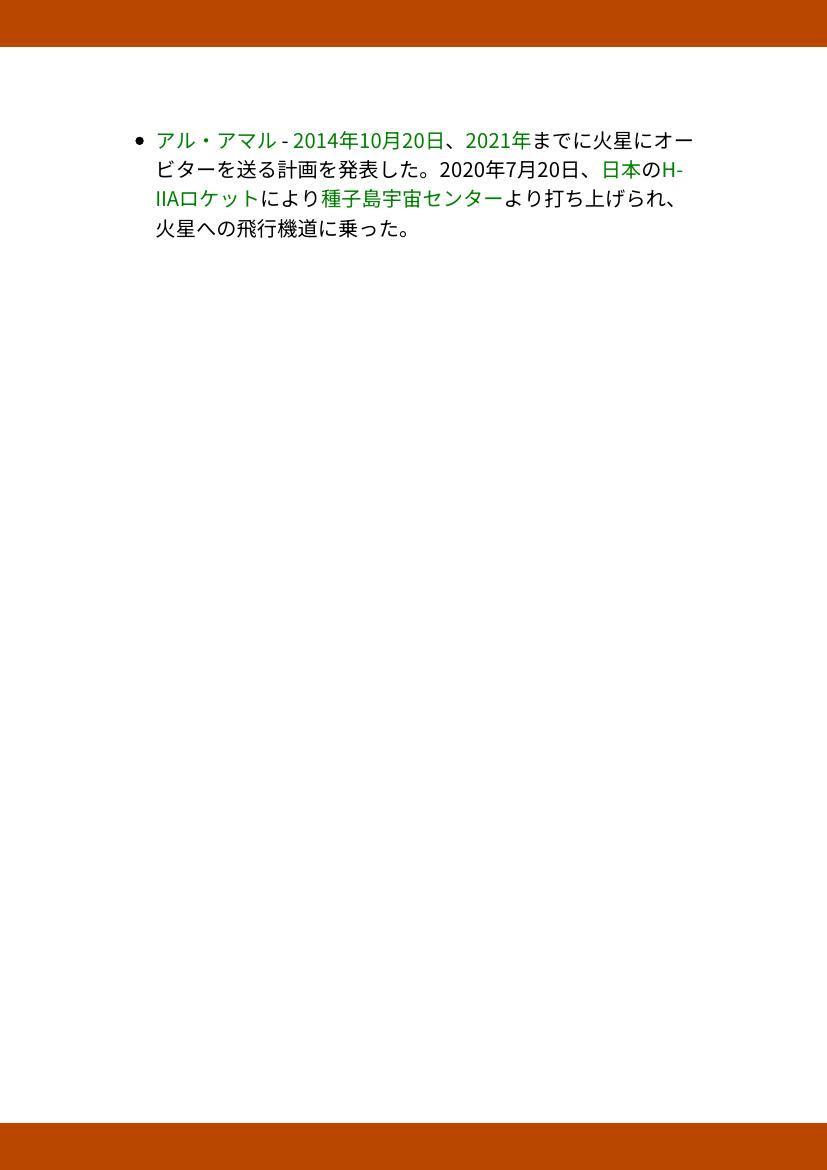 • アル・アマル - 2014年10月20日、2021年までに火星にオー
ビターを送る計画を発表した。2020年7月20日、日本のH-
IIAロケットにより種子島宇宙センターより打ち上げられ、
火星への飛行機道に乗った。